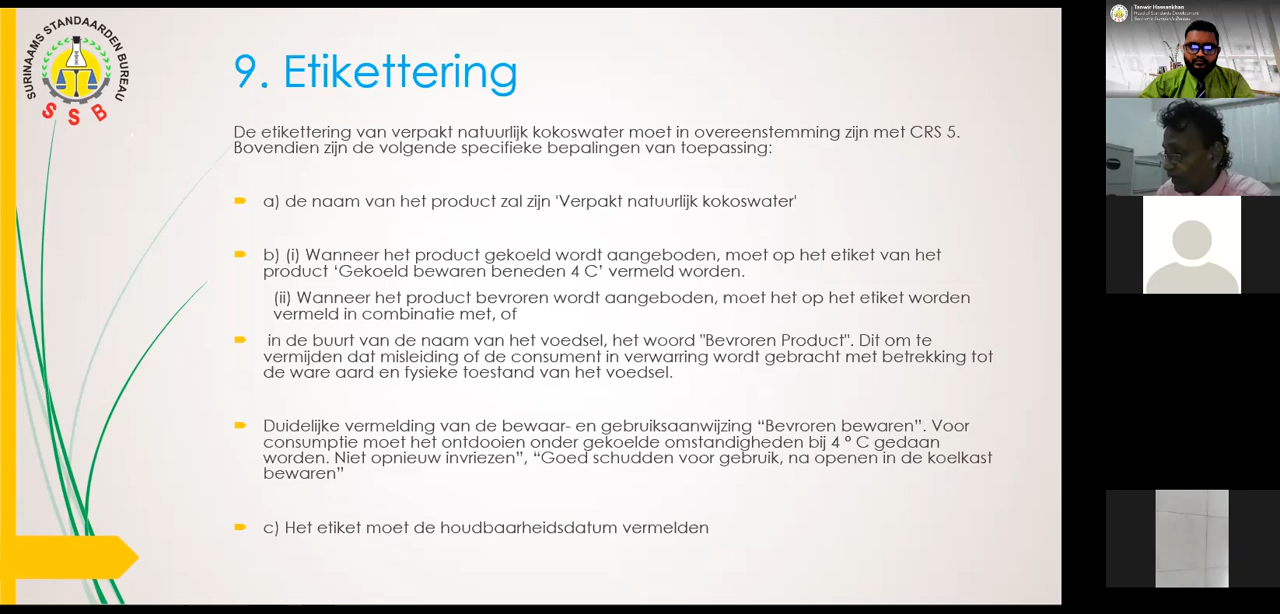 SURINAAMS STANDAARDEN BUREAU
SSB
9. Etikettering
De etikettering van verpakt natuurlijk kokoswater moet in overeenstemming zijn met CRS 5.
Bovendien zijn de volgende specifieke bepalingen van toepassing:
a) de naam van het product zal zijn 'Verpakt natuurlijk kokoswater'
b) (i) Wanneer het product gekoeld wordt aangeboden, moet op het etiket van het
product ‘Gekoeld bewaren beneden 4 C’ vermeld worden.
(ii) Wanneer het product bevroren wordt aangeboden, moet het op het etiket worden
vermeld in combinatie met, of
in de buurt van de naam van het voedsel, het woord "Bevroren Product". Dit om te
vermijden dat misleiding of de consument in verwarring wordt gebracht met betrekking tot
de ware aard en fysieke toestand van het voedsel.
Duidelijke vermelding van de bewaar- en gebruiksaanwijzing “Bevroren bewaren”. Voor
consumptie moet het ontdooien onder gekoelde omstandigheden bij 4 ° C gedaan
worden. Niet opnieuw invriezen”, “Goed schudden voor gebruik, na openen in de koelkast
bewaren”
c) Het etiket moet de houdbaarheidsdatum vermelden
Tanwir Hassankhan
Head of Standards Development